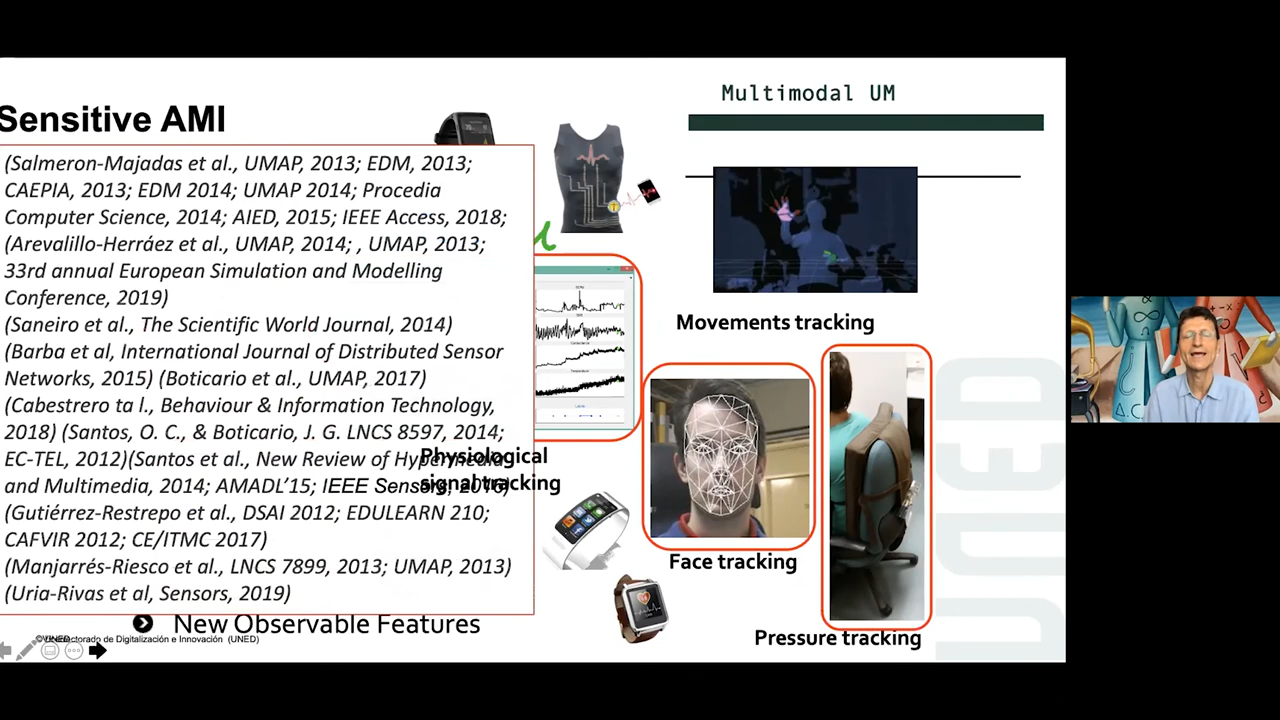 Multimodal UM
Sensitive AMI
(Salmeron-Majadas et al., UMAP, 2013; EDM, 2013;
CAEPIA, 2013; EDM 2014; UMAP 2014; Procedia
Computer Science, 2014; AIED, 2015; IEEE Access, 2018;
(Arevalillo-Herráez et al., UMAP, 2014; , UMAP, 2013;
33rd annual European Simulation and Modelling
Conference, 2019)
(Saneiro et al., The Scientific World Journal, 2014)
(Barba et al, International Journal of Distributed Sensor
Networks, 2015) (Boticario et al., UMAP, 2017)
(Cabestrero ta l., Behaviour & Information Technology,
2018) (Santos, O. C., & Boticario, J. G. LNCS 8597, 2014;
EC-TEL, 2012)(Santos et al., New Review of Hypermedia
and Multimedia, 2014; AMADL’15; IEEE Sensors, 2016)
(Gutiérrez-Restrepo et al., DSAI 2012; EDULEARN 210;
CAFVIR 2012; CE/ITMC 2017)
(Manjarrés-Riesco et al., LNCS 7899, 2013; UMAP, 2013)
(Uria-Rivas et al, Sensors, 2019)
Physiological
signal tracking
Movements tracking
Face tracking
Pressure tracking
New Observable Features
de Digitalización e Innovación (UNED)
UNED